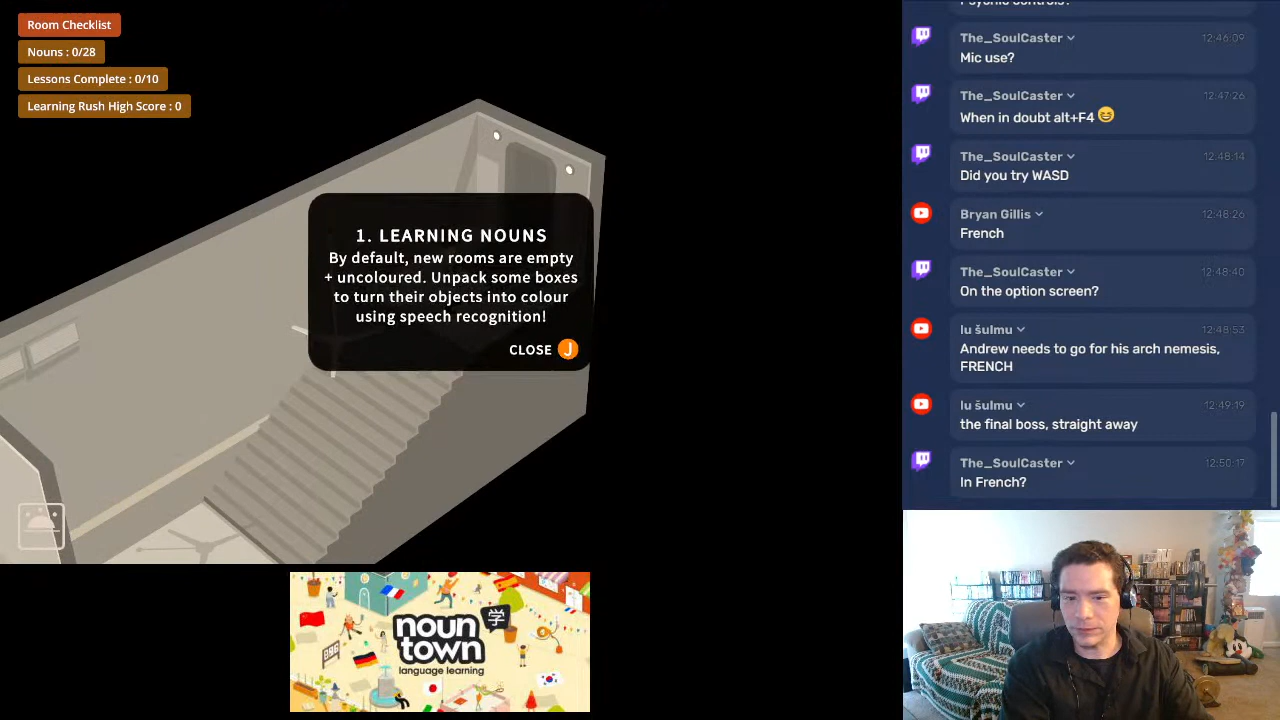 Room Checklist
Nouns : 0/28
Lessons Complete : 0/10
Learning Rush High Score : 0
1. LEARNING NOUNS
By default, new rooms are empty
+ uncoloured. Unpack some boxes
to turn their objects into colour
using speech recognition!
CLOSE J
The_SoulCaster 12:46:09
Mic use?
The_SoulCaster 12:47:26
When in doubt alt+F4 😆
The_SoulCaster 12:48:14
Did you try WASD
Bryan Gillis 12:48:26
French
The_SoulCaster 12:48:40
On the option screen?
lu šulmu 12:48:53
Andrew needs to go for his arch nemesis,
FRENCH
lu šulmu 12:49:19
the final boss, straight away
The_SoulCaster 12:50:17
In French?
noun
town
学
language learning